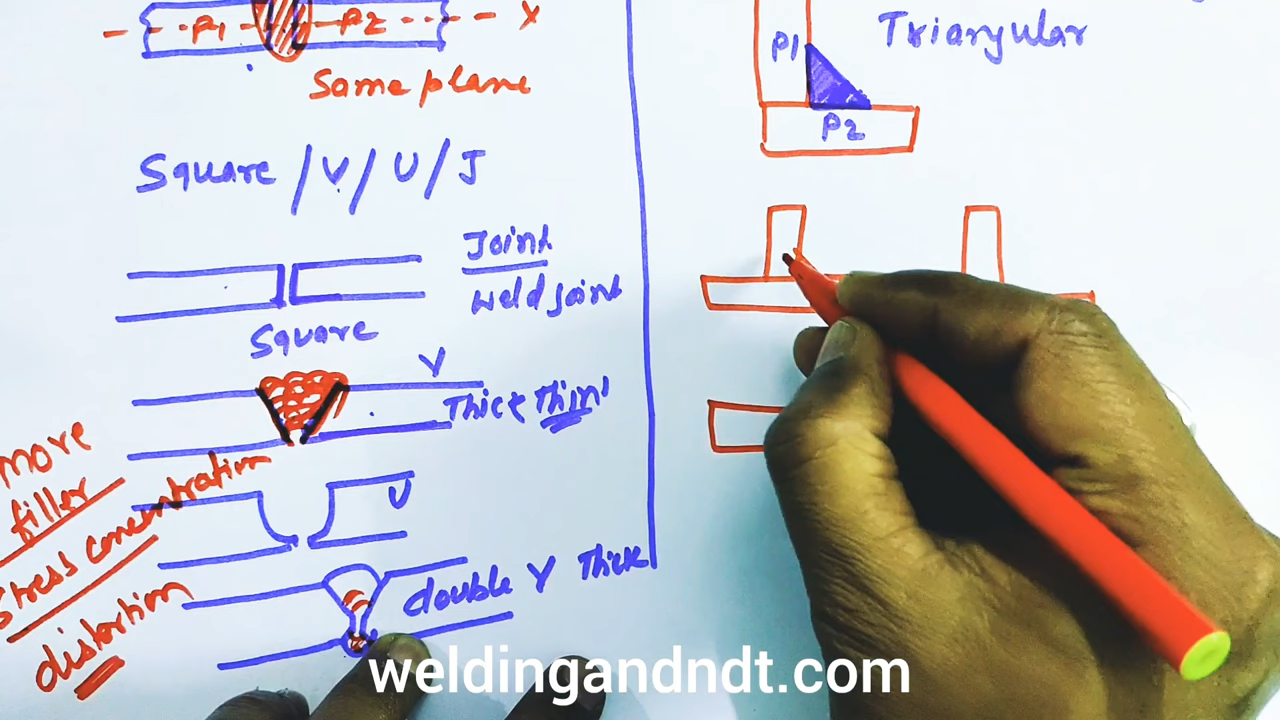 P1 P2 X
Same plane
Square / V / U / J
Joint
Weld joint
Square
V
Thick Thin
more
filler
stress concentration
distortion
U
double V Thick
Triangular
P1
P2
weldingandndt.com